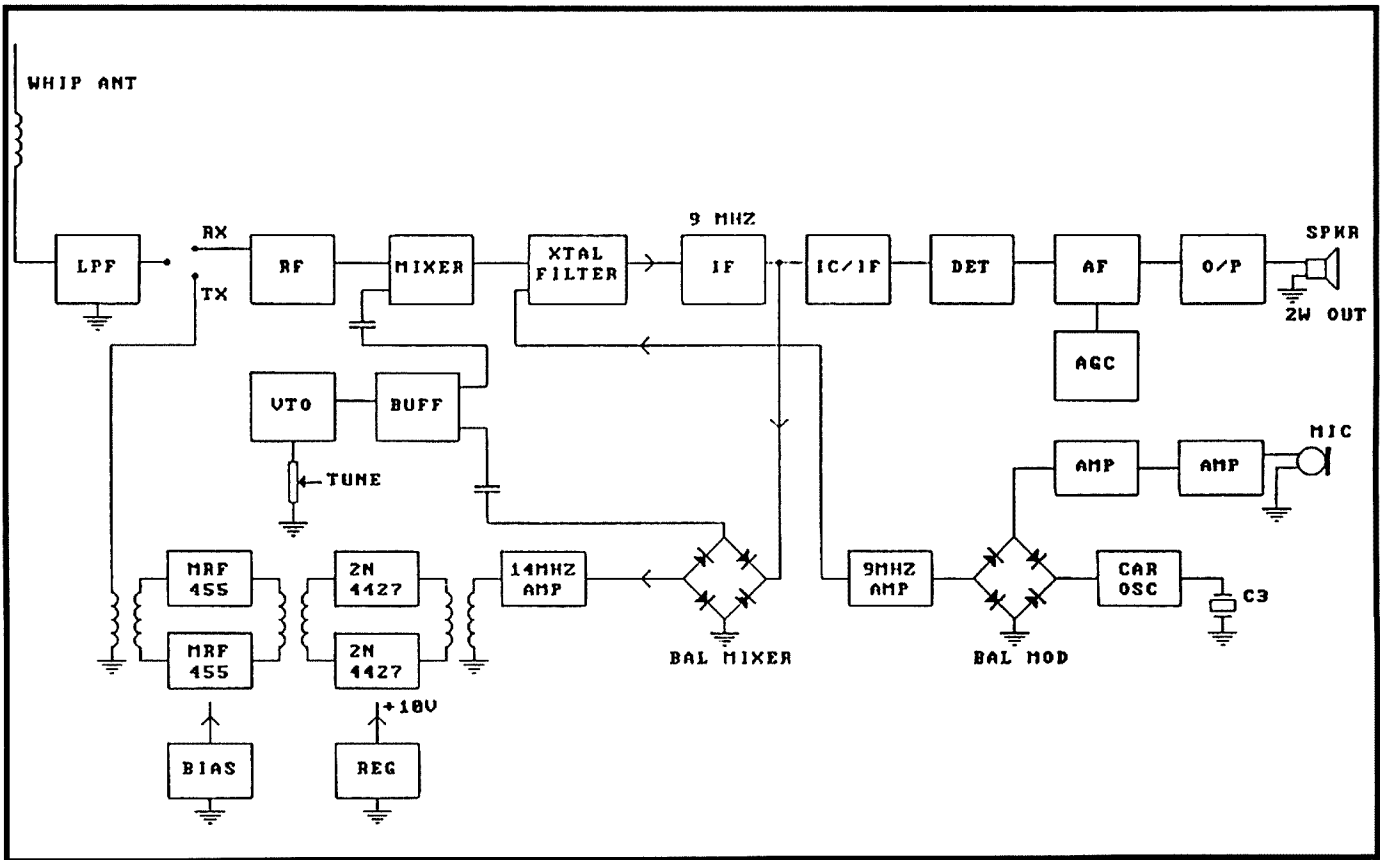 WHIP ANT
9 MHZ
RX
SPKR
LPF
RF
MIXER
XTAL
FILTER
IF
IC/IF
DET
AF
O/P
TX
2W OUT
AGC
VTO
BUFF
MIC
TUNE
AMP
AMP
MRF
455
2N
4427
14MHZ
AMP
9MHZ
AMP
CAR
OSC
C3
MRF
455
2N
4427
BAL MIXER
BAL MOD
+10V
BIAS
REG